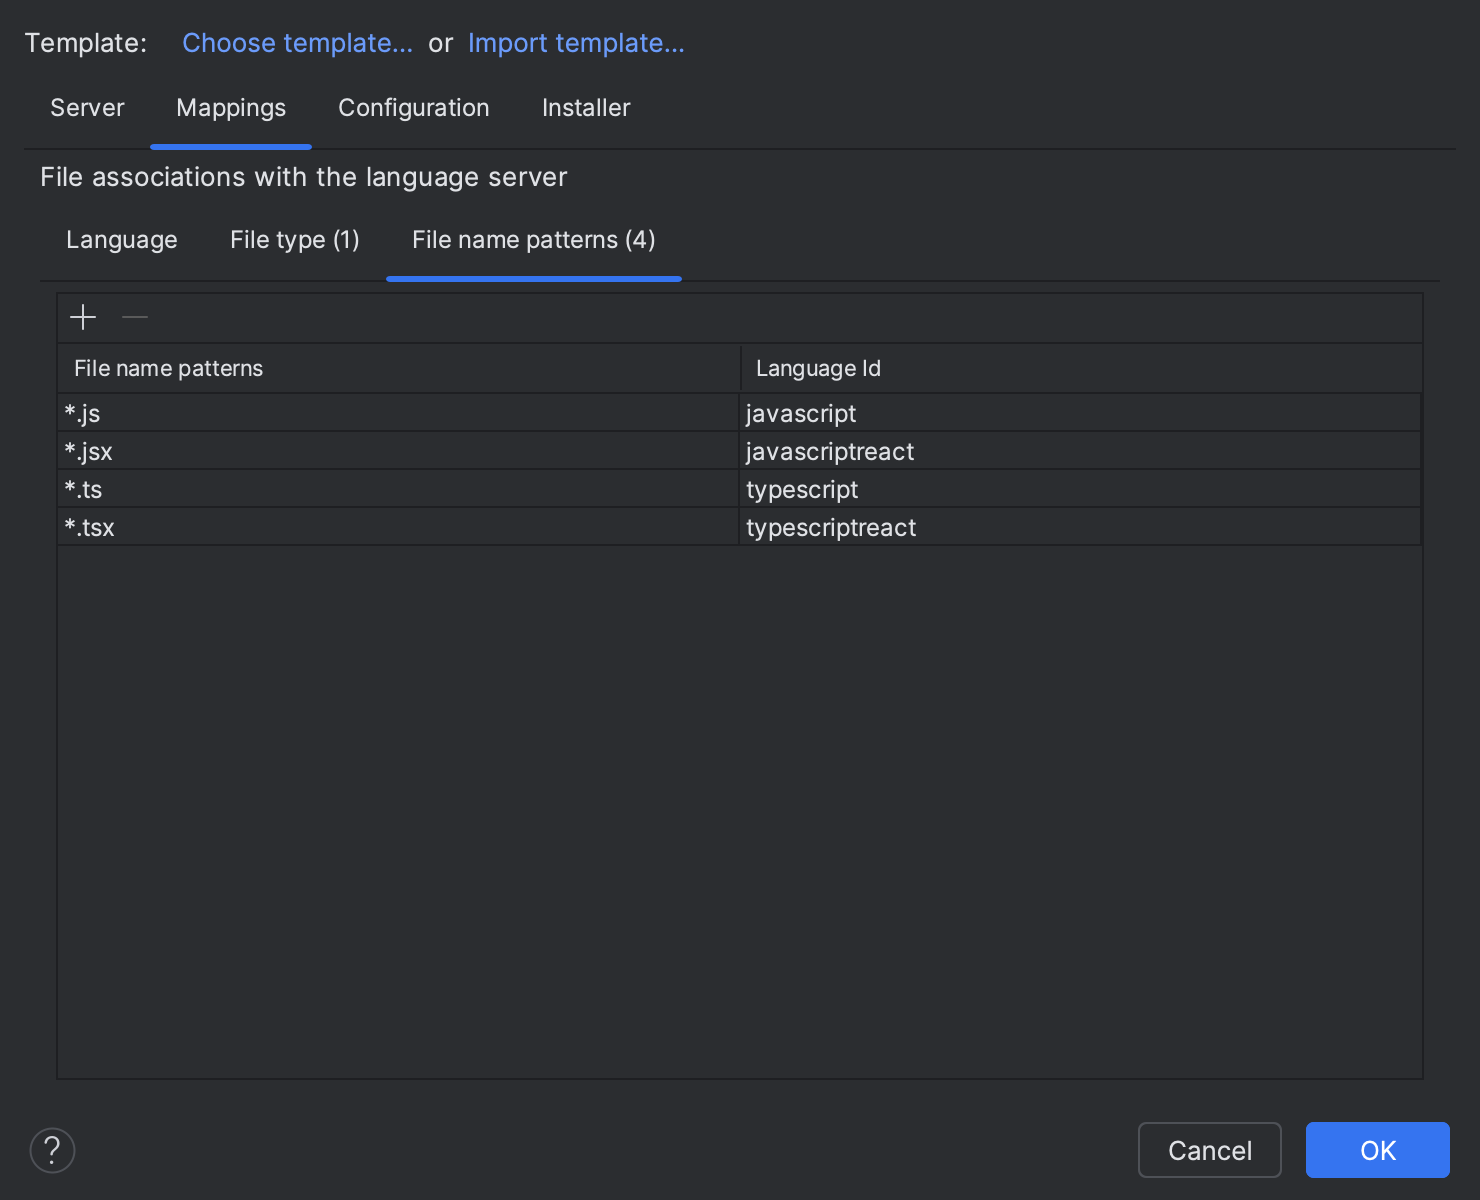 Template: Choose template... or Import template...
Server Mappings Configuration Installer
File associations with the language server
Language File type (1) File name patterns (4)
File name patterns Language Id
*.js javascript
*.jsx javascriptreact
*.ts typescript
*.tsx typescriptreact
? Cancel OK